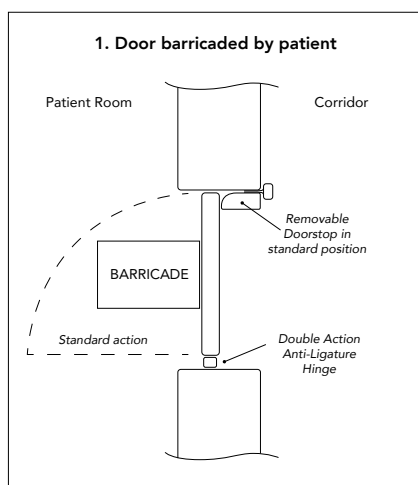 1. Door barricaded by patient
Patient Room
Corridor
Removable
Doorstop in
standard position
BARRICADE
Standard action
Double Action
Anti-Ligature
Hinge